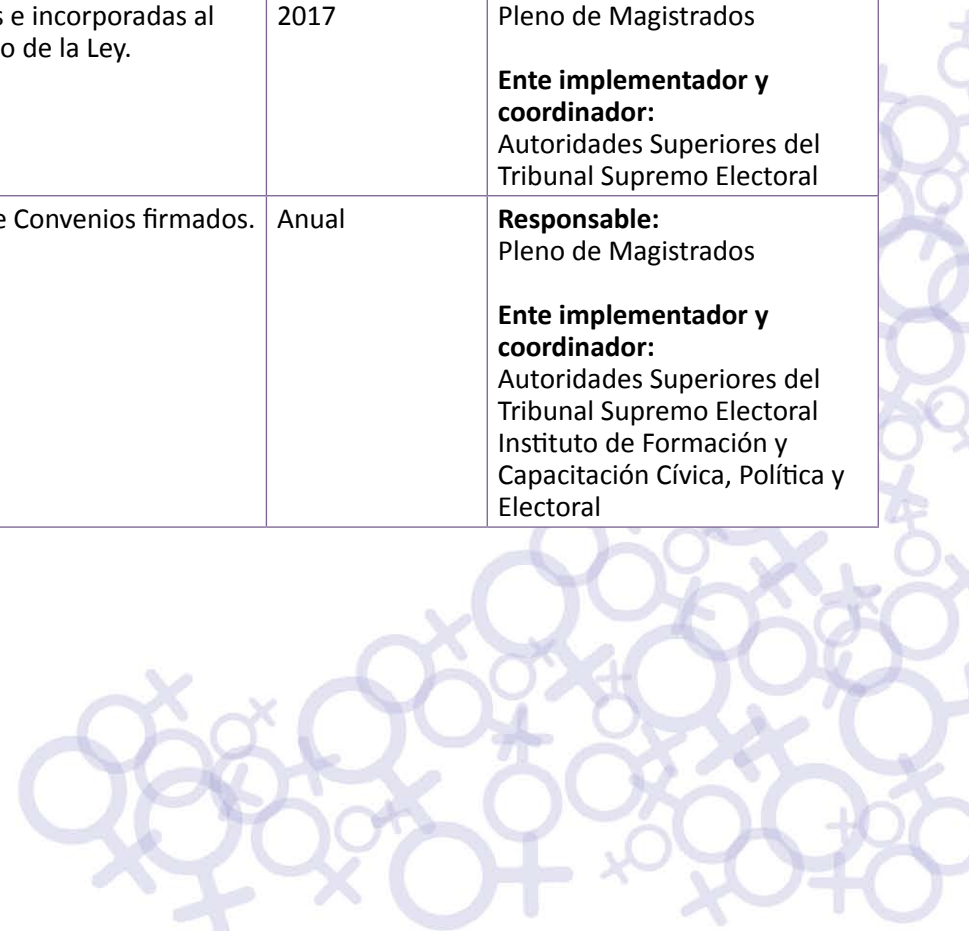 s e incorporadas al
o de la Ley.
2017
Pleno de Magistrados
Ente implementador y
coordinador:
Autoridades Superiores del
Tribunal Supremo Electoral
e Convenios firmados.
Anual
Responsable:
Pleno de Magistrados
Ente implementador y
coordinador:
Autoridades Superiores del
Tribunal Supremo Electoral
Instituto de Formación y
Capacitación Cívica, Política y
Electoral